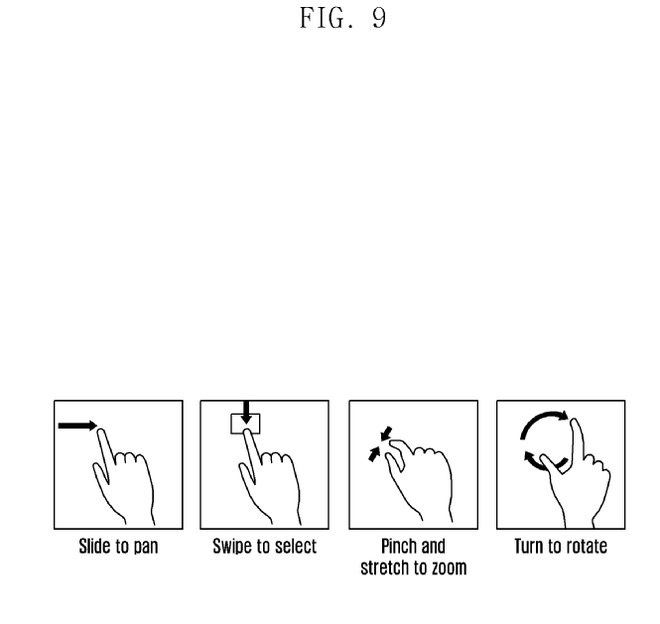 FIG. 9
Slide to pan
Swipe to select
Pinch and
stretch to zoom
Turn to rotate